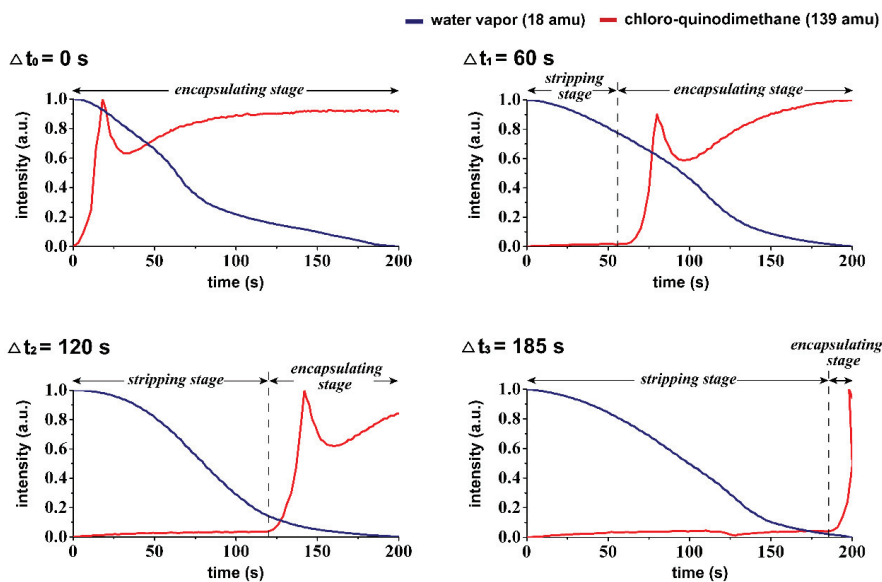 water vapor (18 amu) chloro-quinodimethane (139 amu)
△t₀= 0 s
encapsulating stage
intensity (a.u.)
1.0
0.8
0.6
0.4
0.2
0.0
0 50 100 150 200
time (s)
△t₁= 60 s
stripping
stage
encapsulating stage
intensity (a.u.)
1.0
0.8
0.6
0.4
0.2
0.0
0 50 100 150 200
time (s)
△t₂= 120 s
stripping stage
encapsulating
stage
intensity (a.u.)
1.0
0.8
0.6
0.4
0.2
0.0
0 50 100 150 200
time (s)
△t₃= 185 s
stripping stage
encapsulating
stage
intensity (a.u.)
1.0
0.8
0.6
0.4
0.2
0.0
0 50 100 150 200
time (s)